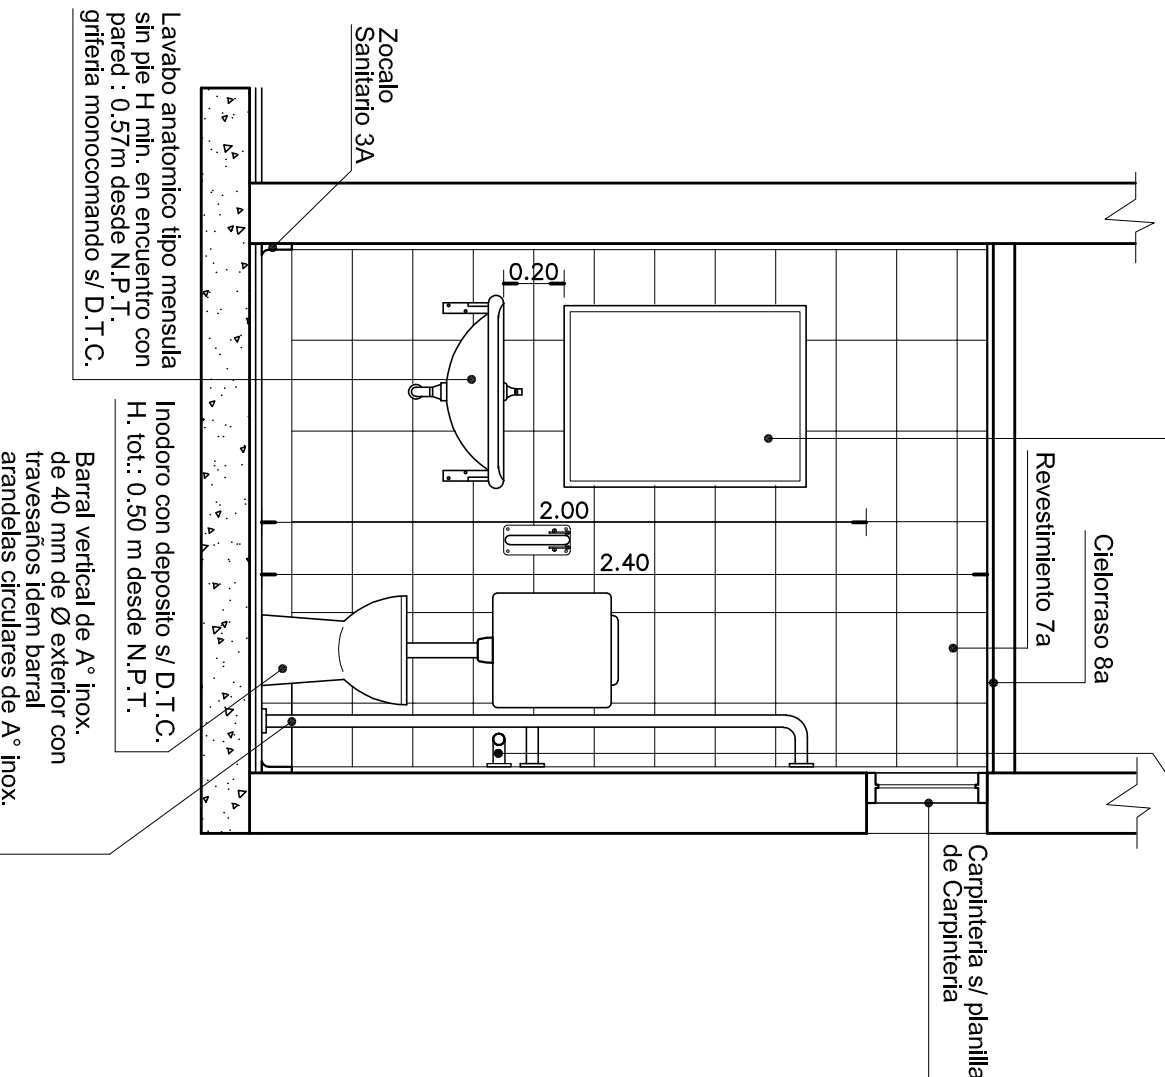 Zocalo
Sanitario 3A
Lavabo anatomico tipo mensula
sin pie H min. en encuentro con
pared : 0.57m desde N.P.T.
griferia monocomando s/ D.T.C.
0.20
2.00
2.40
Cielorraso 8a
Revestimiento 7a
Carpinteria s/ planilla
de Carpinteria
Inodoro con deposito s/ D.T.C.
H. tot.: 0.50 m desde N.P.T.
Barral vertical de A° inox.
de 40 mm de Ø exterior con
travesaños idem barral
arandelas circulares de A° inox.